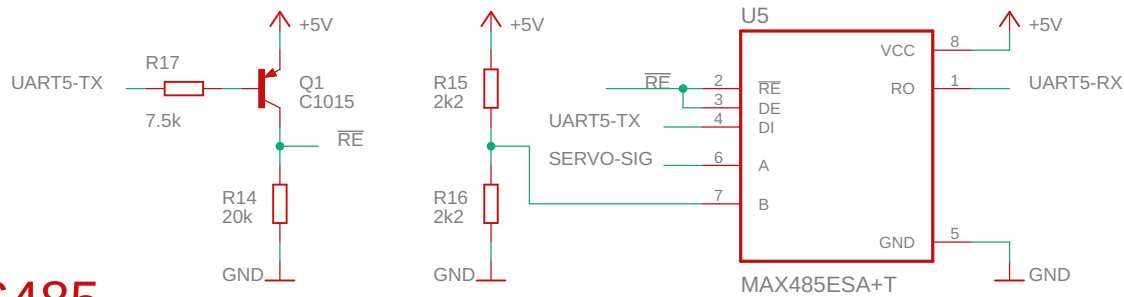 +5V
R17
UART5-TX
7.5k
Q1
C1015
RE
R14
20k
GND
+5V
R15
2k2
R16
2k2
GND
U5
RE
UART5-TX
SERVO-SIG
2
3
4
6
7
RE
DE
DI
A
B
VCC
RO
GND
8
1
5
+5V
UART5-RX
GND
MAX485ESA+T
485